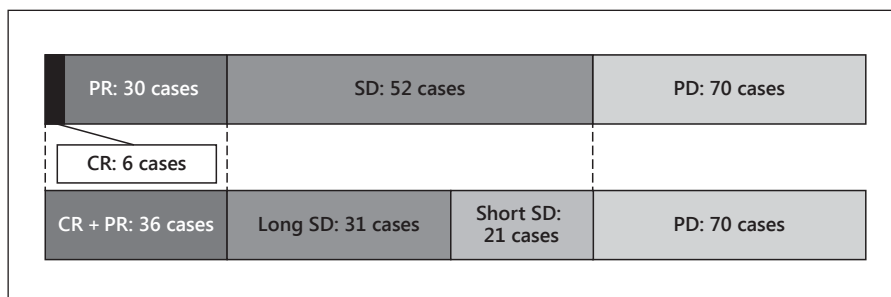 PR: 30 cases
SD: 52 cases
PD: 70 cases
CR: 6 cases
CR + PR: 36 cases
Long SD: 31 cases
Short SD:
21 cases
PD: 70 cases